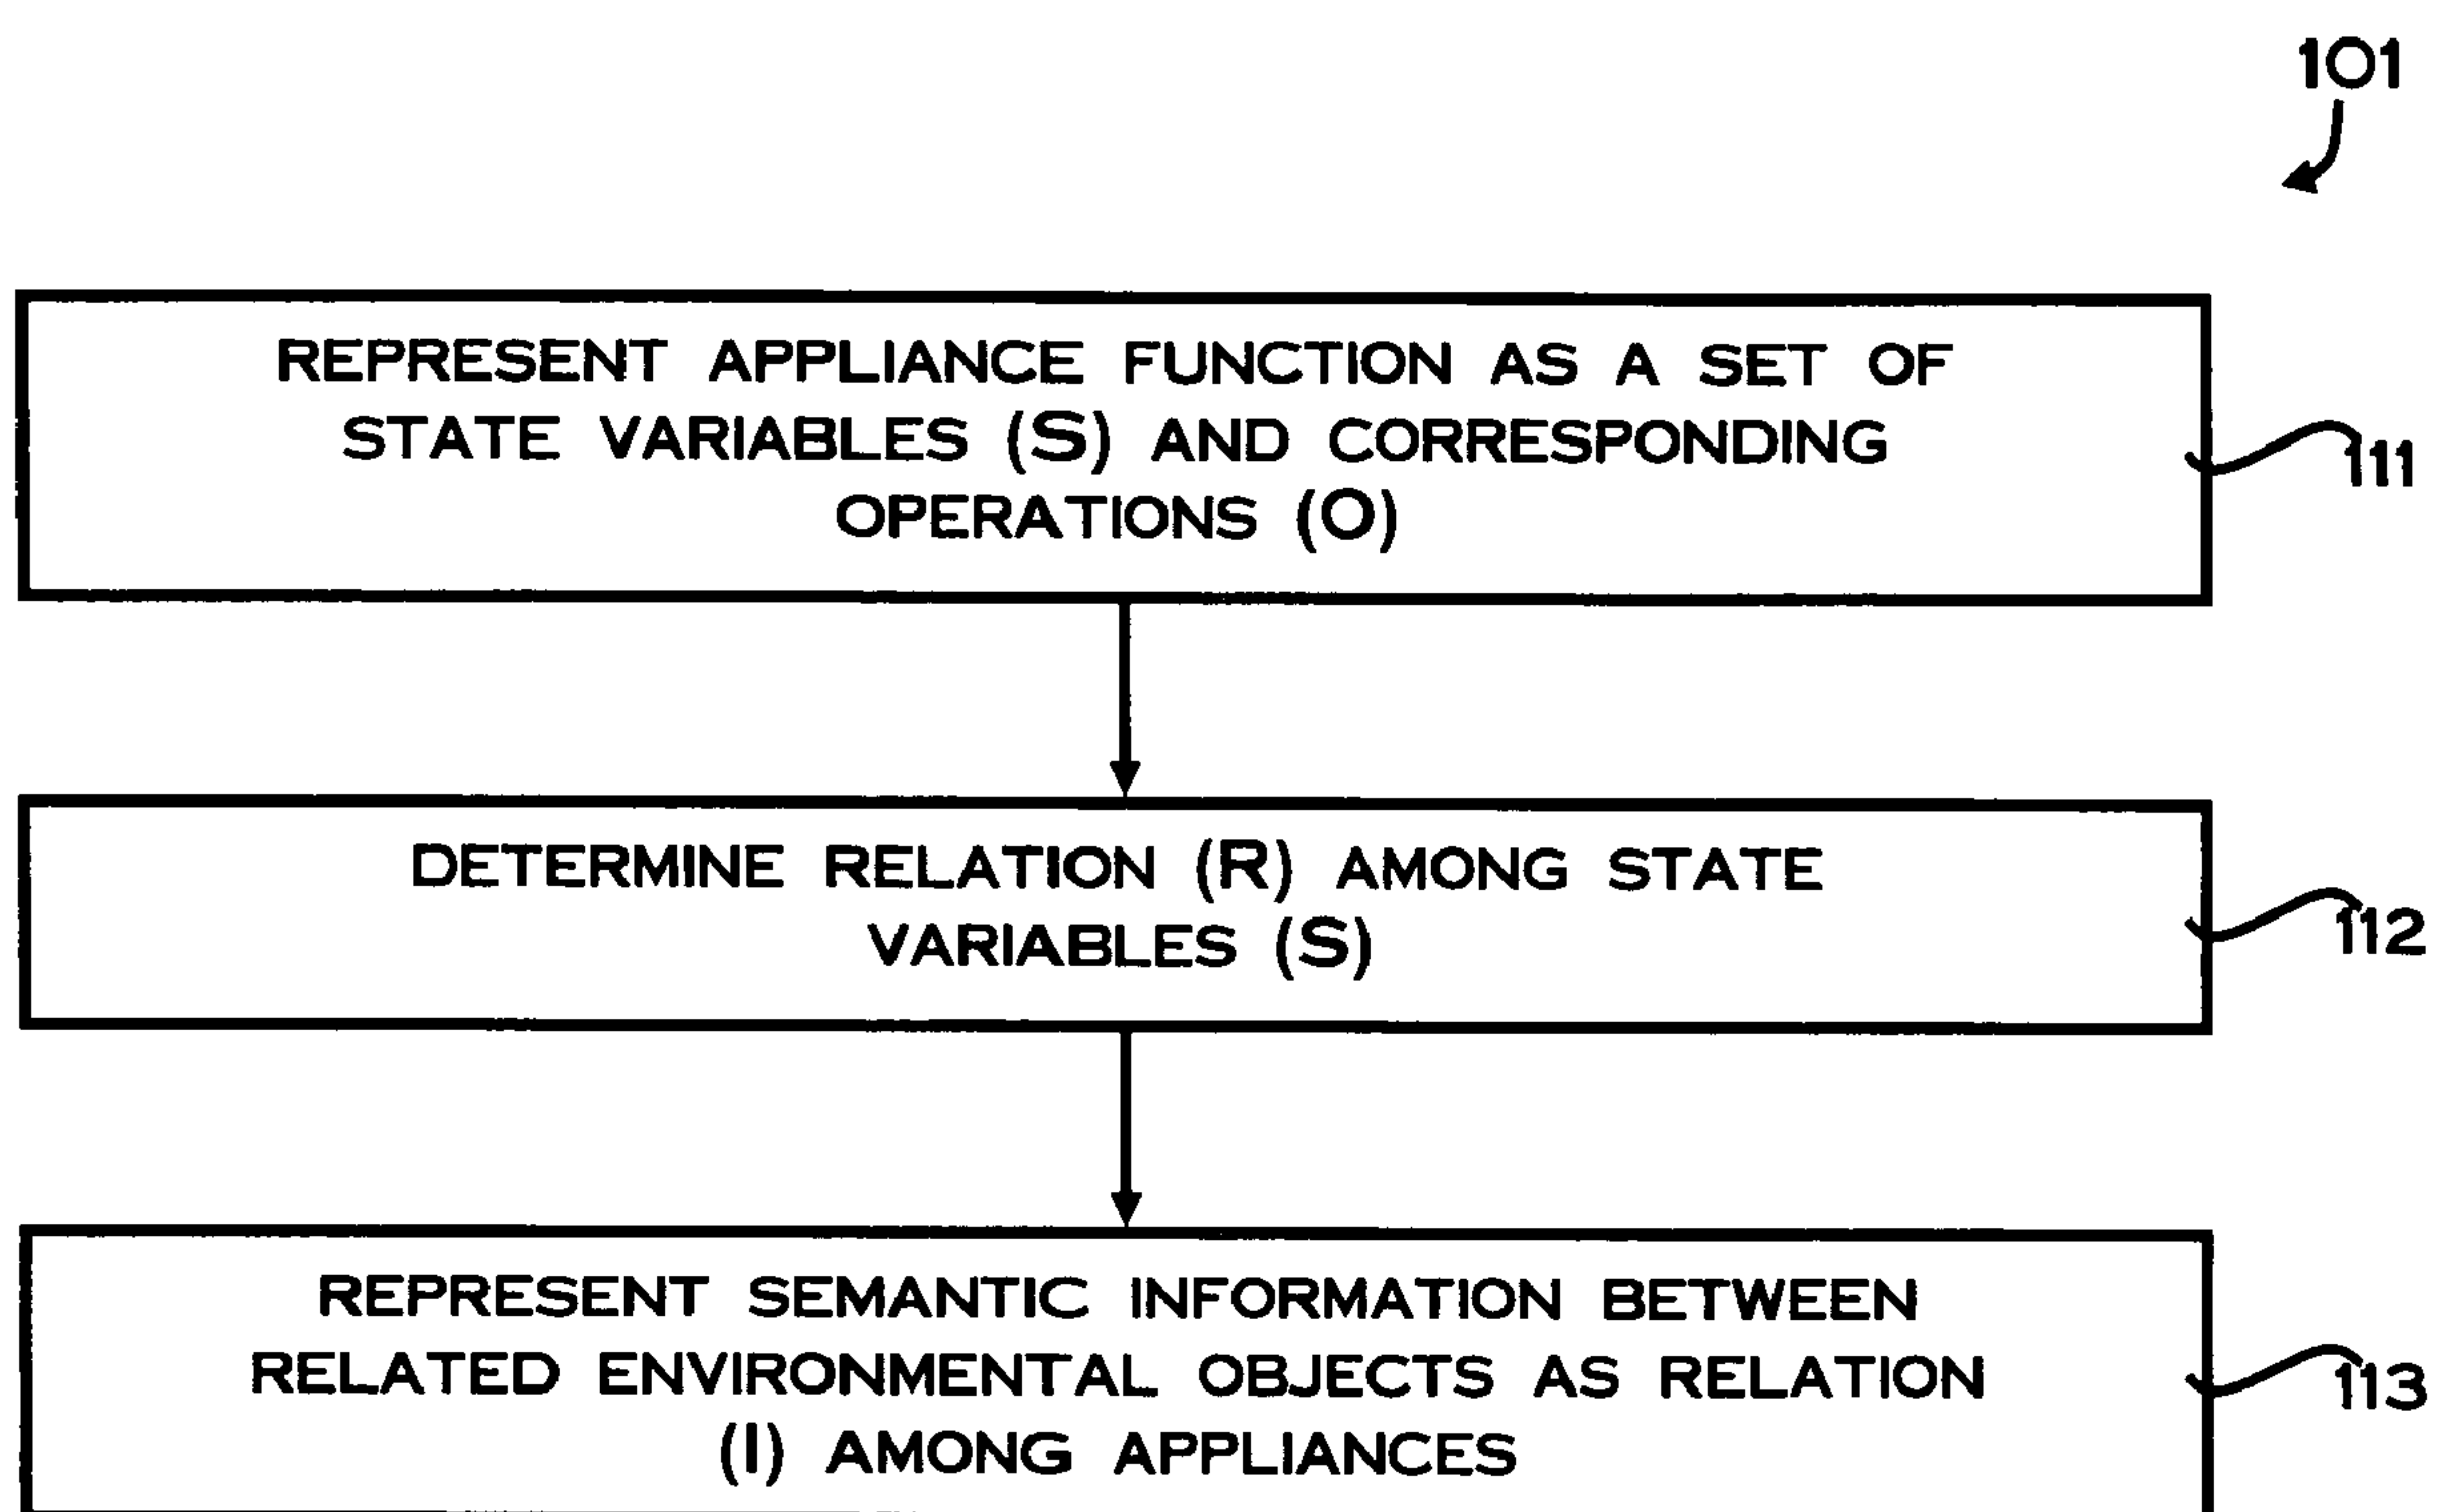 101
REPRESENT APPLIANCE FUNCTION AS A SET OF
STATE VARIABLES (S) AND CORRESPONDING
OPERATIONS (O)
111
DETERMINE RELATION (R) AMONG STATE
VARIABLES (S)
112
REPRESENT SEMANTIC INFORMATION BETWEEN
RELATED ENVIRONMENTAL OBJECTS AS RELATION
(I) AMONG APPLIANCES
113